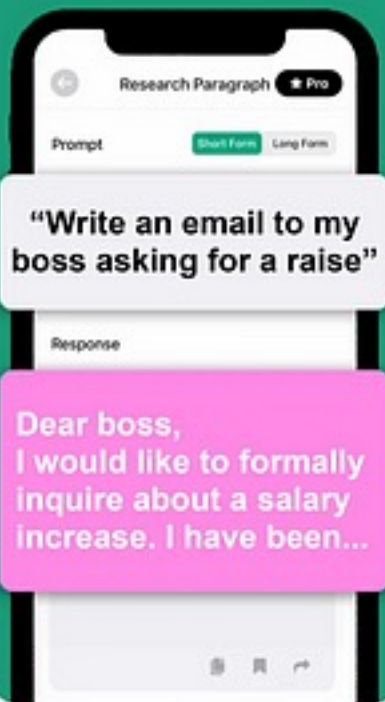 Research Paragraph ★ Pro
Prompt Short Form Long Form
“Write an email to my
boss asking for a raise”
Response
Dear boss,
I would like to formally
inquire about a salary
increase. I have been...